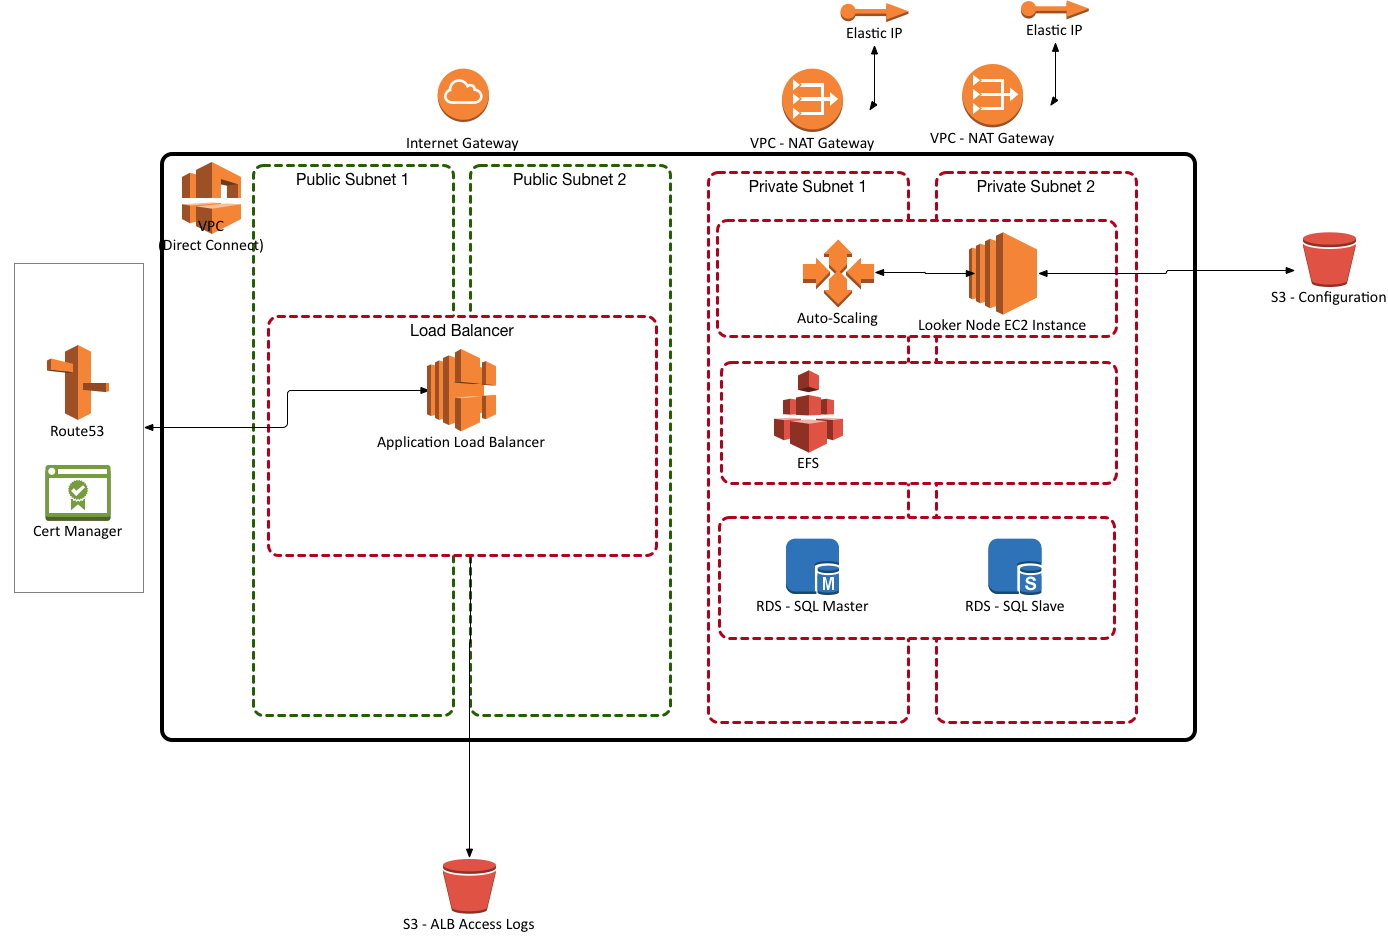 Elastic IP
Elastic IP
Internet Gateway
VPC - NAT Gateway
VPC - NAT Gateway
VPC
(Direct Connect)
Public Subnet 1
Public Subnet 2
Private Subnet 1
Private Subnet 2
Auto-Scaling
Looker Node EC2 Instance
S3 - Configuration
Load Balancer
Application Load Balancer
Route53
Cert Manager
EFS
M
S
RDS - SQL Master
RDS - SQL Slave
S3 - ALB Access Logs